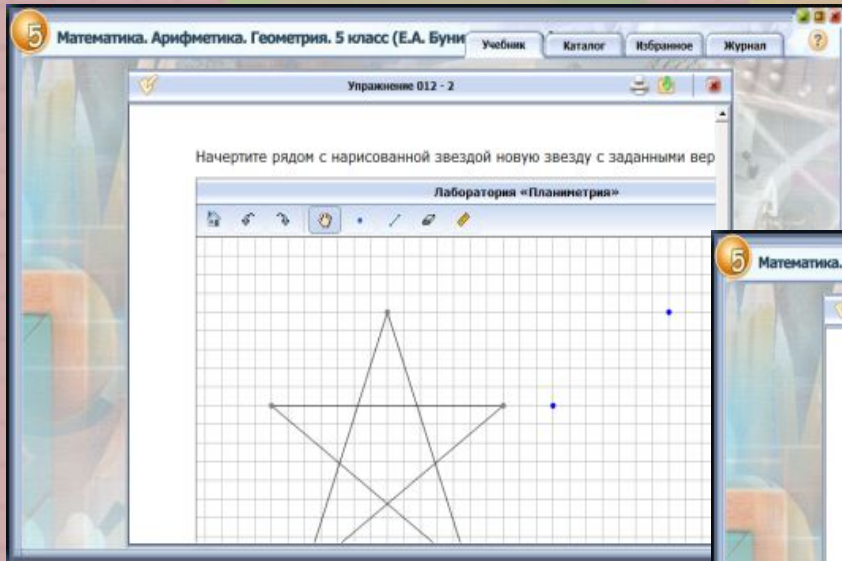 5
Математика. Арифметика. Геометрия. 5 класс (Е.А. Буни
Учебник
Каталог
Избранное
Журнал
?
Упражнение 012 - 2
Начертите рядом с нарисованной звездой новую звезду с заданными вер
Лаборатория «Планиметрия»
5
Математика.